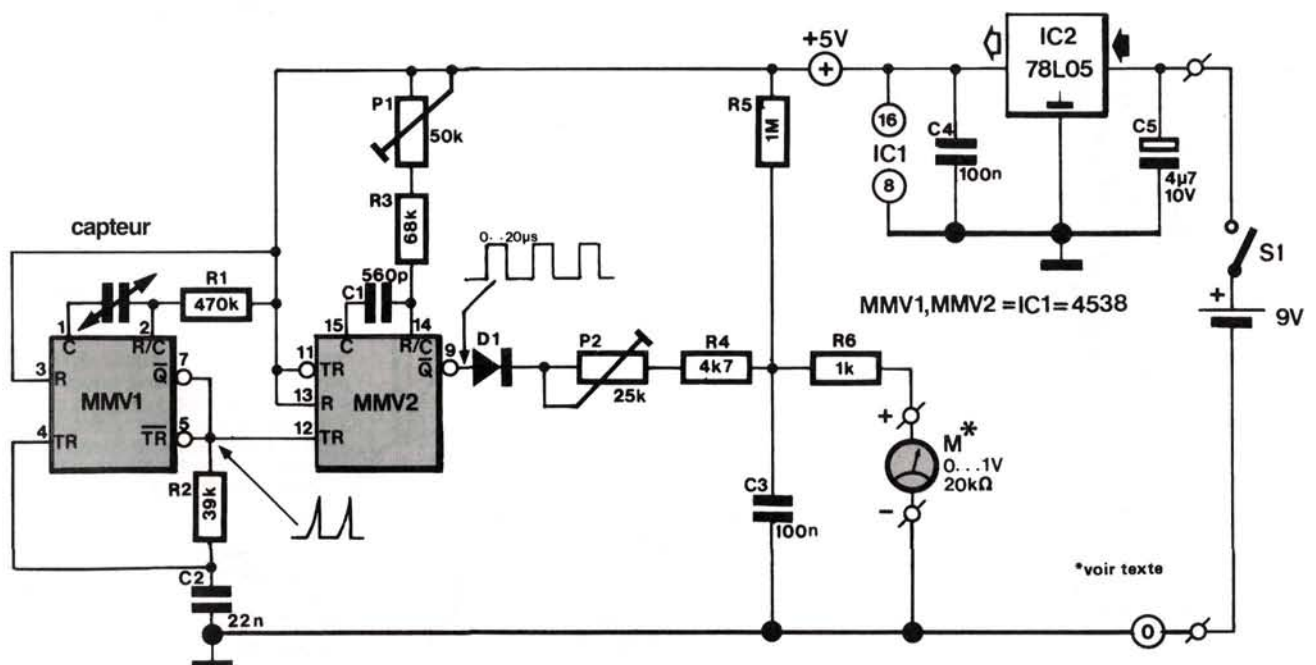 +5V
IC2
78L05
P1
50k
R5
1M
16
IC1
8
C4
100n
C5
4µ7
10V
R3
68k
capteur
0...20µs
S1
R1
470k
560p
C1
MMV1, MMV2 = IC1 = 4538
+
9V
1
2
C
R/C
15
14
C
R/C
3
R
7
Q
MMV1
4
TR
5
TR
11
TR
13
R
MMV2
12
TR
9
Q
D1
P2
25k
R4
4k7
R6
1k
+
M*
0...1V
20kΩ
–
R2
39k
C3
100n
C2
22n
*voir texte
0